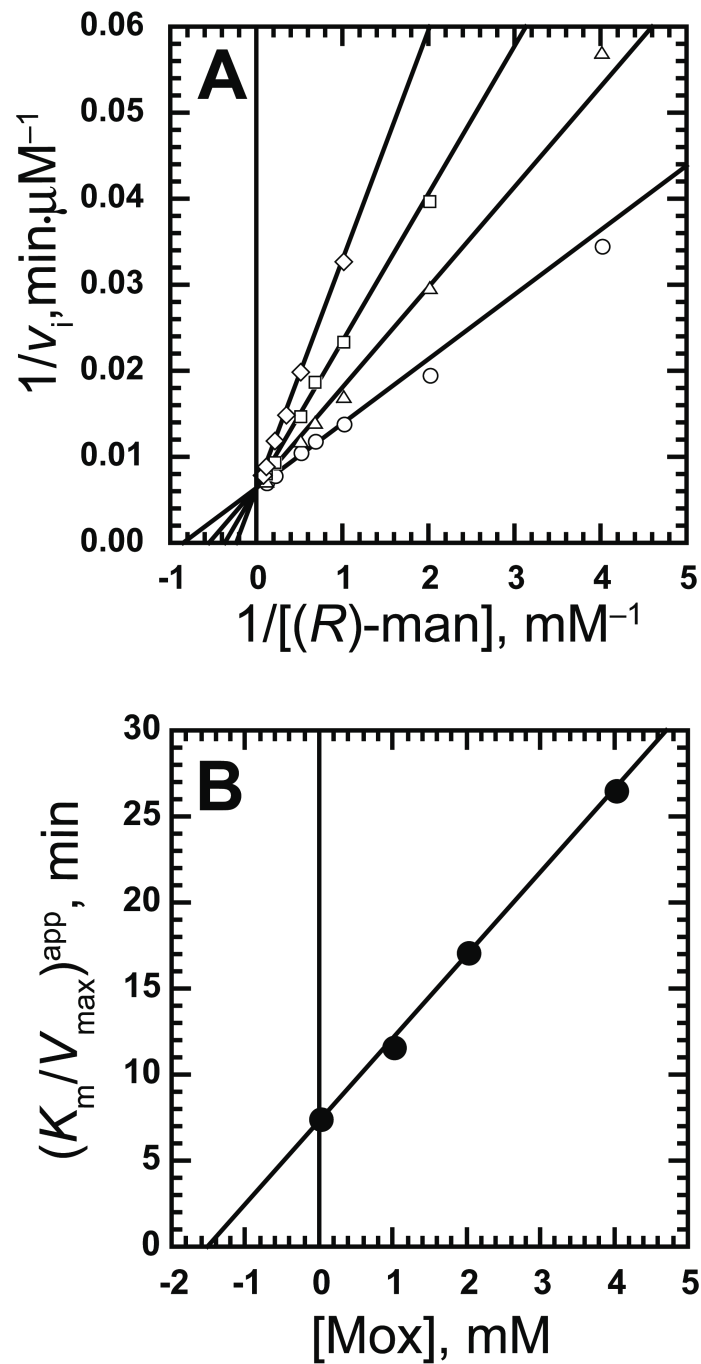 A
1/vᵢ,min·μM⁻¹
0.06
0.05
0.04
0.03
0.02
0.01
0.00
-1 0 1 2 3 4 5
1/[(R)-man], mM⁻¹
B
(Kₘ/Vₘₐₓ)ᵃᵖᵖ, min
30
25
20
15
10
5
0
-2 -1 0 1 2 3 4 5
[Mox], mM